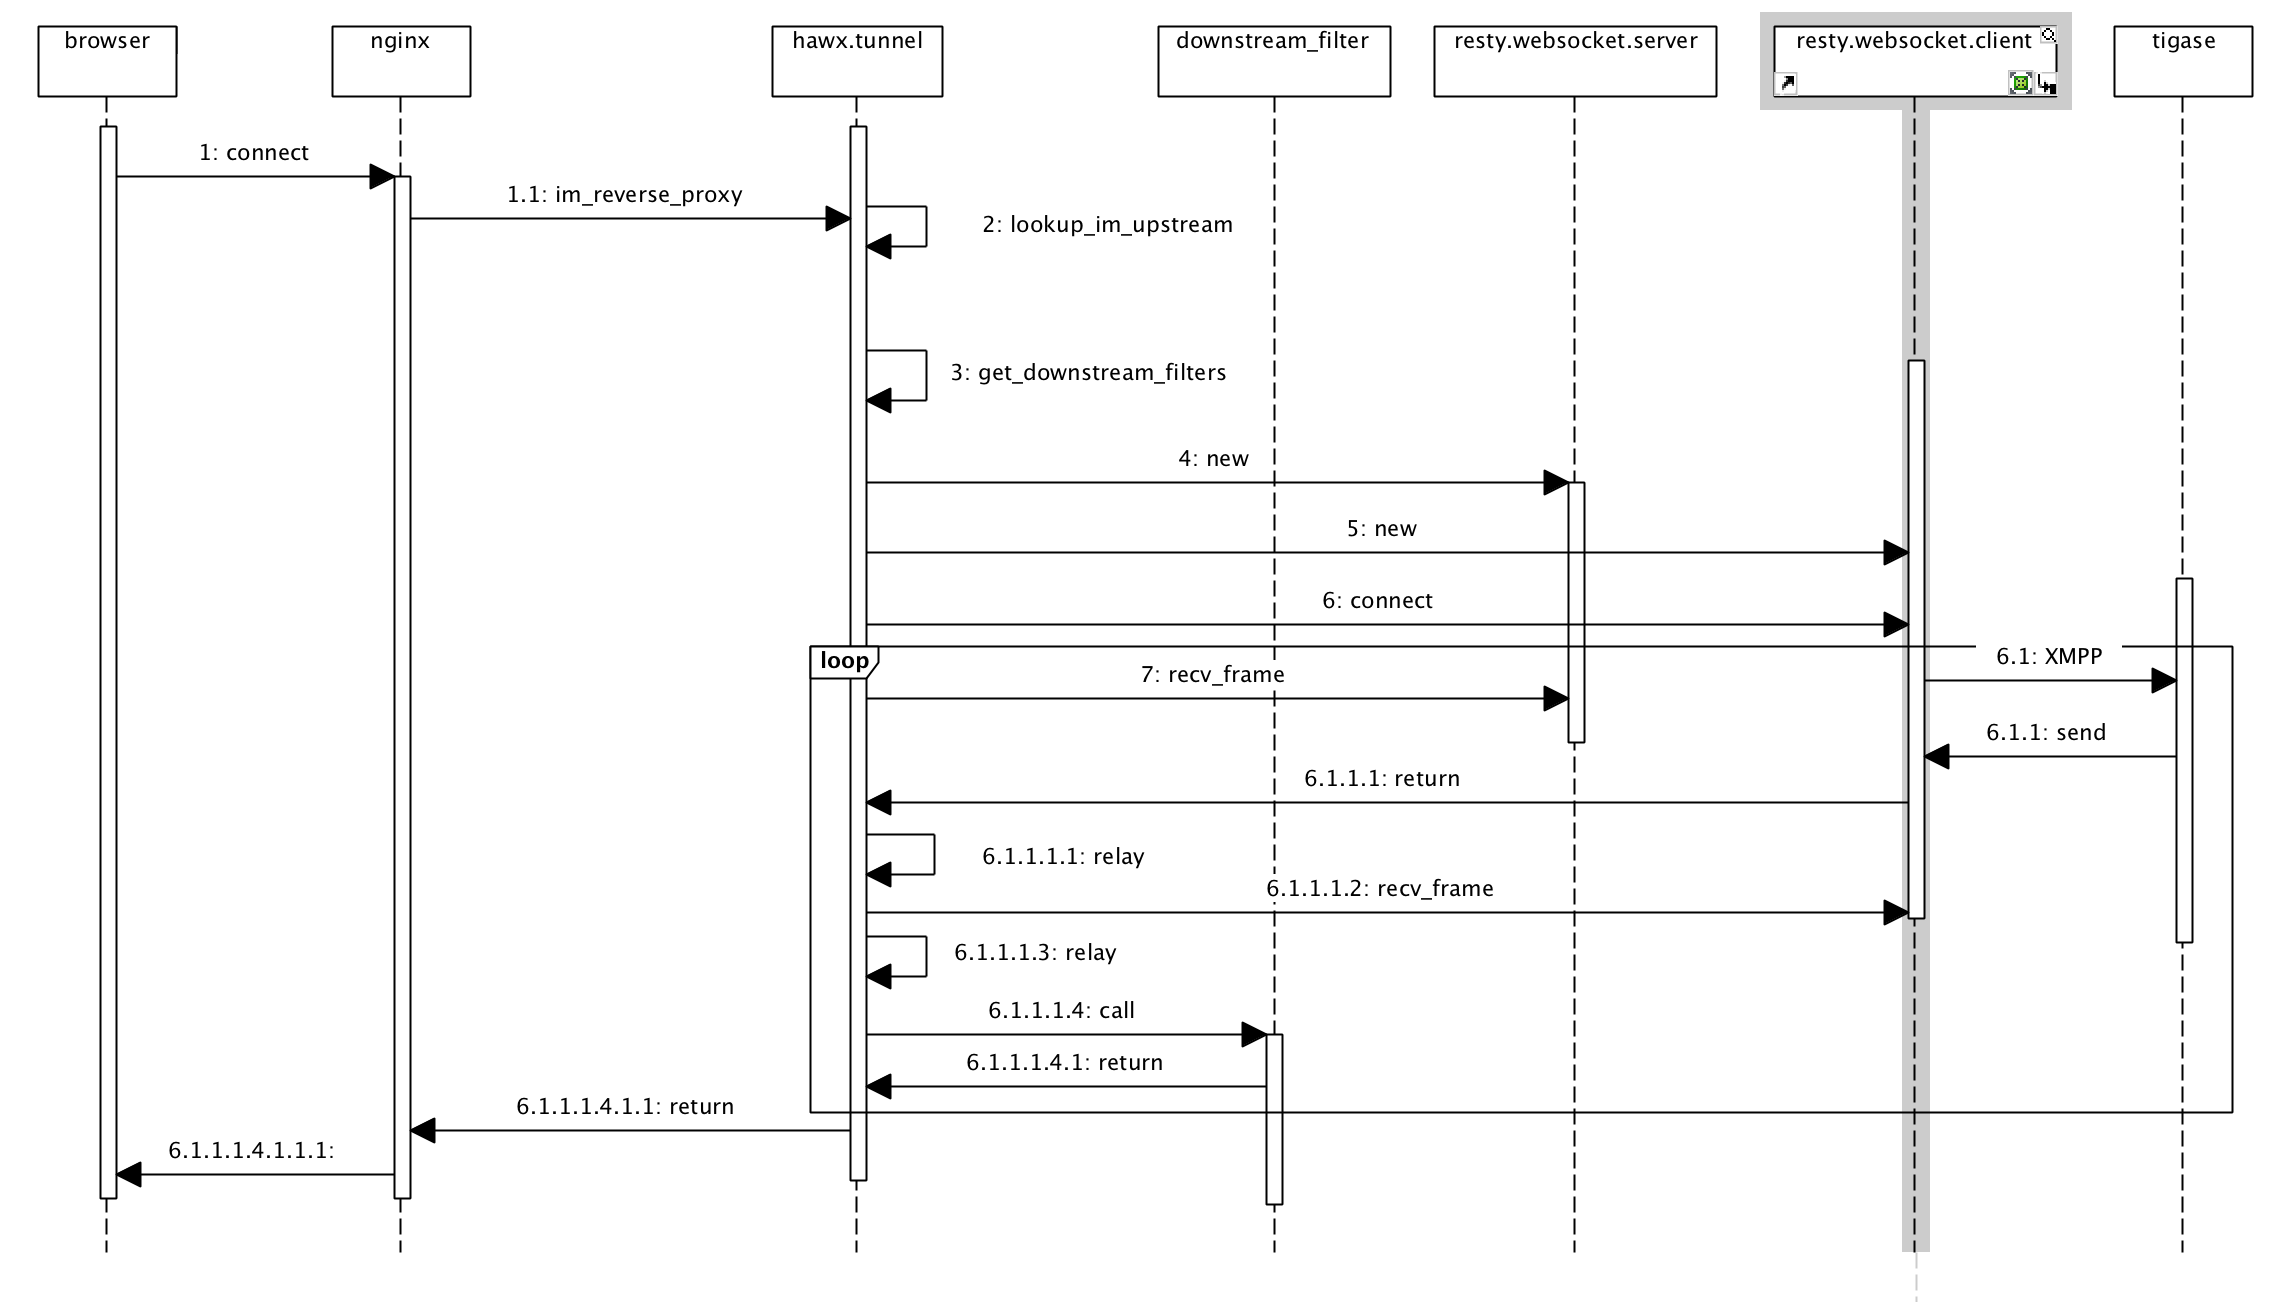 browser
nginx
hawx.tunnel
downstream_filter
resty.websocket.server
resty.websocket.client
tigase
1: connect
1.1: im_reverse_proxy
2: lookup_im_upstream
3: get_downstream_filters
4: new
5: new
6: connect
loop
6.1: XMPP
7: recv_frame
6.1.1: send
6.1.1.1: return
6.1.1.1.1: relay
6.1.1.1.2: recv_frame
6.1.1.1.3: relay
6.1.1.1.4: call
6.1.1.1.4.1: return
6.1.1.1.4.1.1: return
6.1.1.1.4.1.1.1: